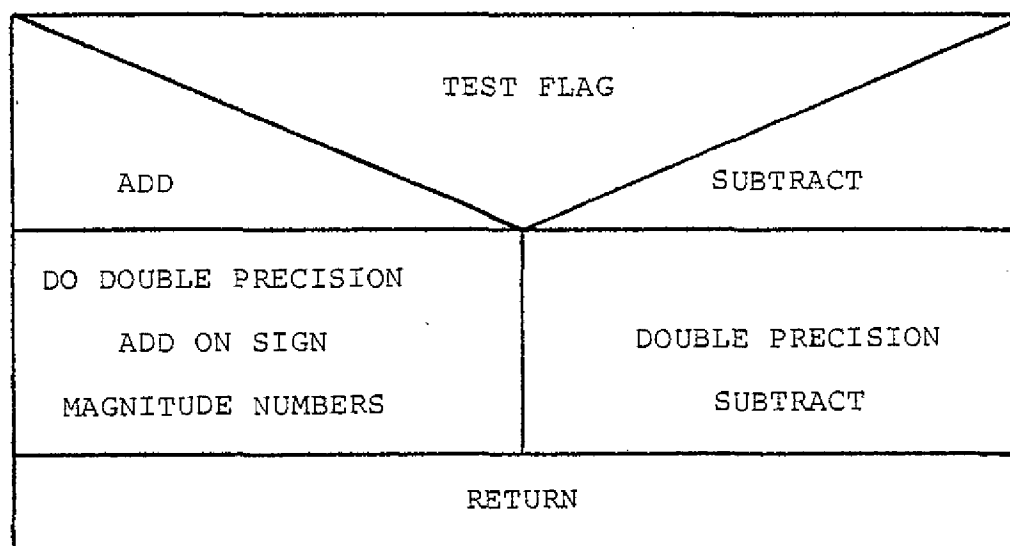 TEST FLAG
ADD
SUBTRACT
DO DOUBLE PRECISION
ADD ON SIGN
MAGNITUDE NUMBERS
DOUBLE PRECISION
SUBTRACT
RETURN